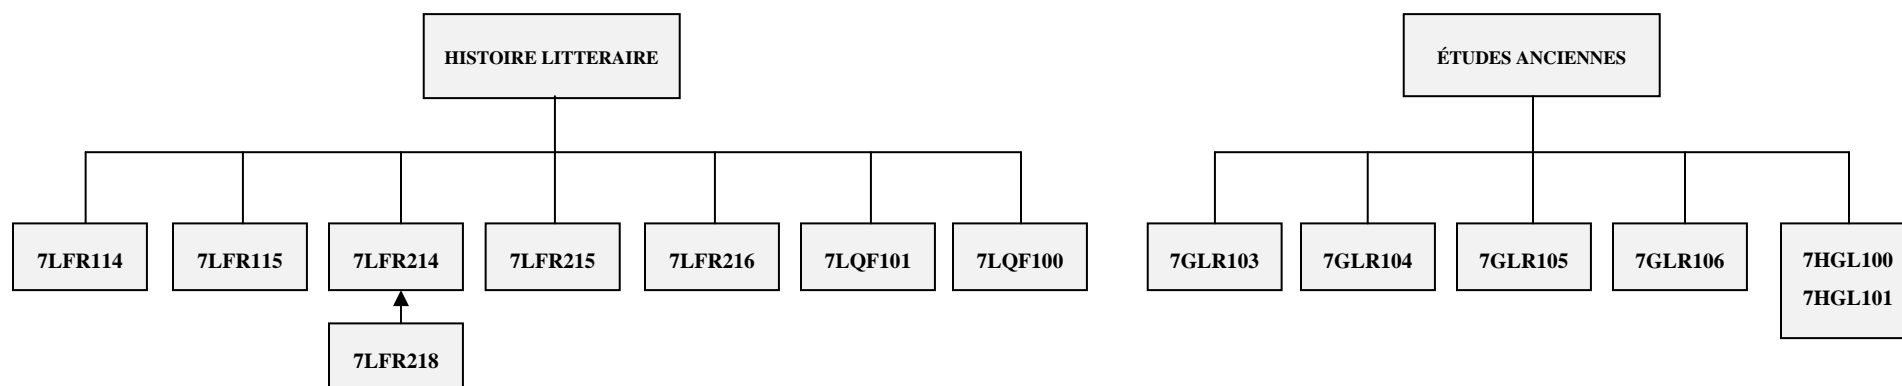 HISTOIRE LITTERAIRE
ÉTUDES ANCIENNES
7LFR114
7LFR115
7LFR214
7LFR215
7LFR216
7LQF101
7LQF100
7GLR103
7GLR104
7GLR105
7GLR106
7HGL100
7HGL101
7LFR218